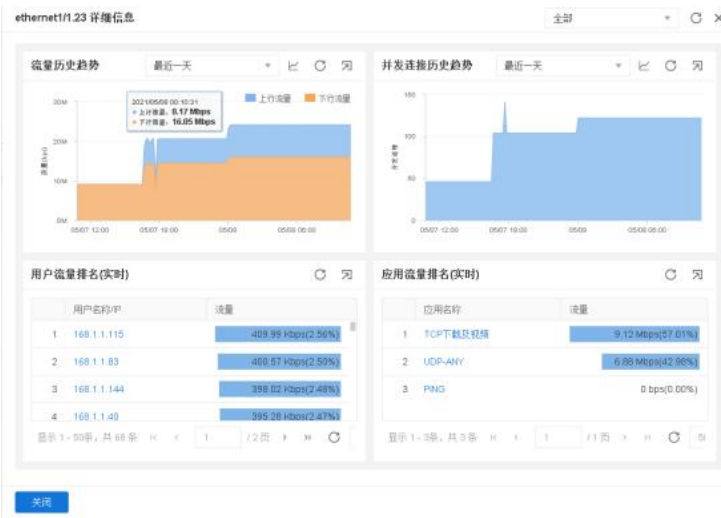 ethernet1/1.23 详细信息
全部
流量历史趋势
最近一天
上行流量
下行流量
2021/05/08 00:10:31
上行流量: 8.17 Mbps
下行流量: 16.05 Mbps
30M
20M
10M
0M
流量(bps)
05/07 12:00
05/07 18:00
05/08
05/08 06:00
并发连接历史趋势
最近一天
150
100
50
0
05/07 12:00
05/07 18:00
05/08
05/08 06:00
用户流量排名(实时)
用户名称/IP
流量
1 168.1.1.115 409.99 Kbps(2.56%)
2 168.1.1.83 400.57 Kbps(2.50%)
3 168.1.1.144 398.02 Kbps(2.48%)
4 168.1.1.40 395.28 Kbps(2.47%)
显示 1 - 50条, 共 68 条
1
/ 2 页
应用流量排名(实时)
应用名称
流量
1 TCP下载及视频 9.12 Mbps(57.01%)
2 UDP-ANY 6.88 Mbps(42.98%)
3 PING 0 bps(0.00%)
显示 1 - 3条, 共 3 条
1
/ 1 页
关闭